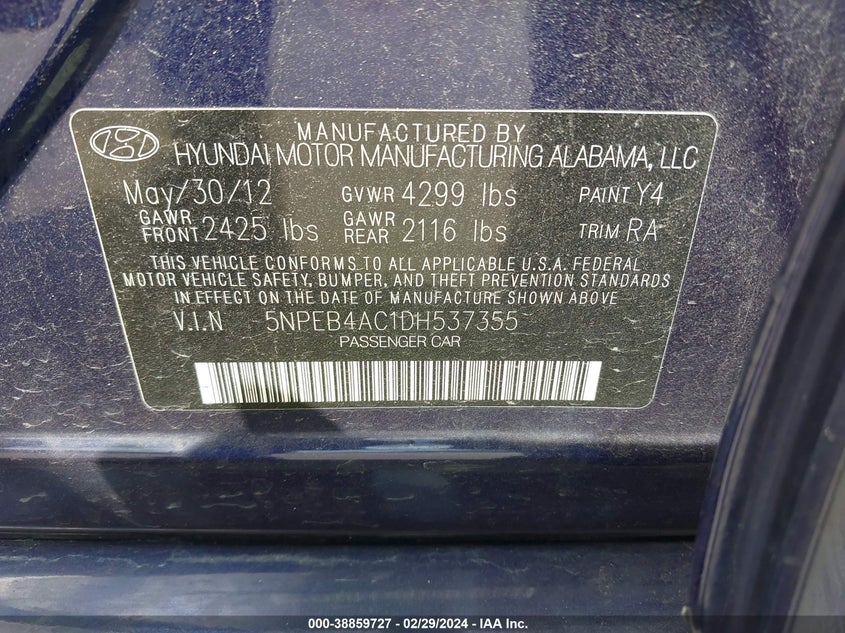 MANUFACTURED BY
HYUNDAI MOTOR MANUFACTURING ALABAMA, LLC
May/30/12 GVWR 4299 lbs PAINT Y4
GAWR FRONT 2425 lbs GAWR REAR 2116 lbs TRIM RA
THIS VEHICLE CONFORMS TO ALL APPLICABLE U.S.A. FEDERAL
MOTOR VEHICLE SAFETY, BUMPER, AND THEFT PREVENTION STANDARDS
IN EFFECT ON THE DATE OF MANUFACTURE SHOWN ABOVE
V.I.N 5NPEB4AC1DH537355
PASSENGER CAR
000-38859727 - 02/29/2024 - IAA Inc.